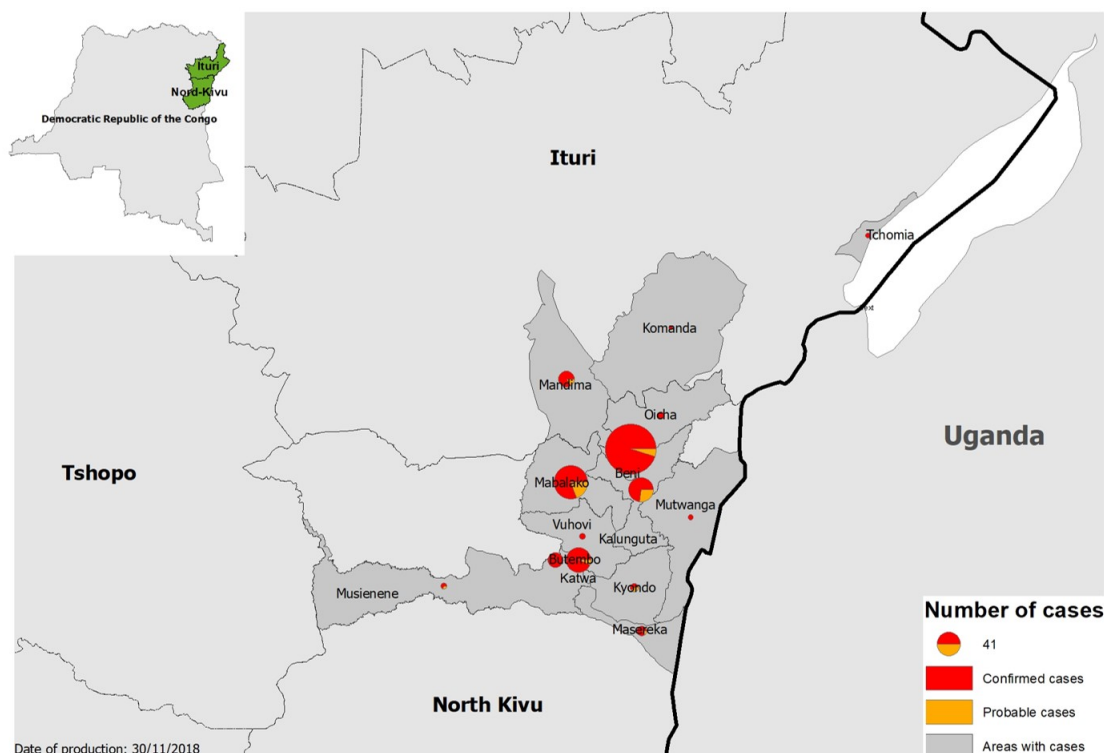 Ituri
Nord-Kivu
Democratic Republic of the Congo
Ituri
Tchomia
Komanda
Mandima
Oicha
Uganda
Tshopo
Beni
Mabalako
Mutwanga
Vuhovi
Kalunguta
Butembo
Katwa
Musienene
Kyondo
Masereka
North Kivu
Number of cases
41
Confirmed cases
Probable cases
Areas with cases
Date of production: 30/11/2018